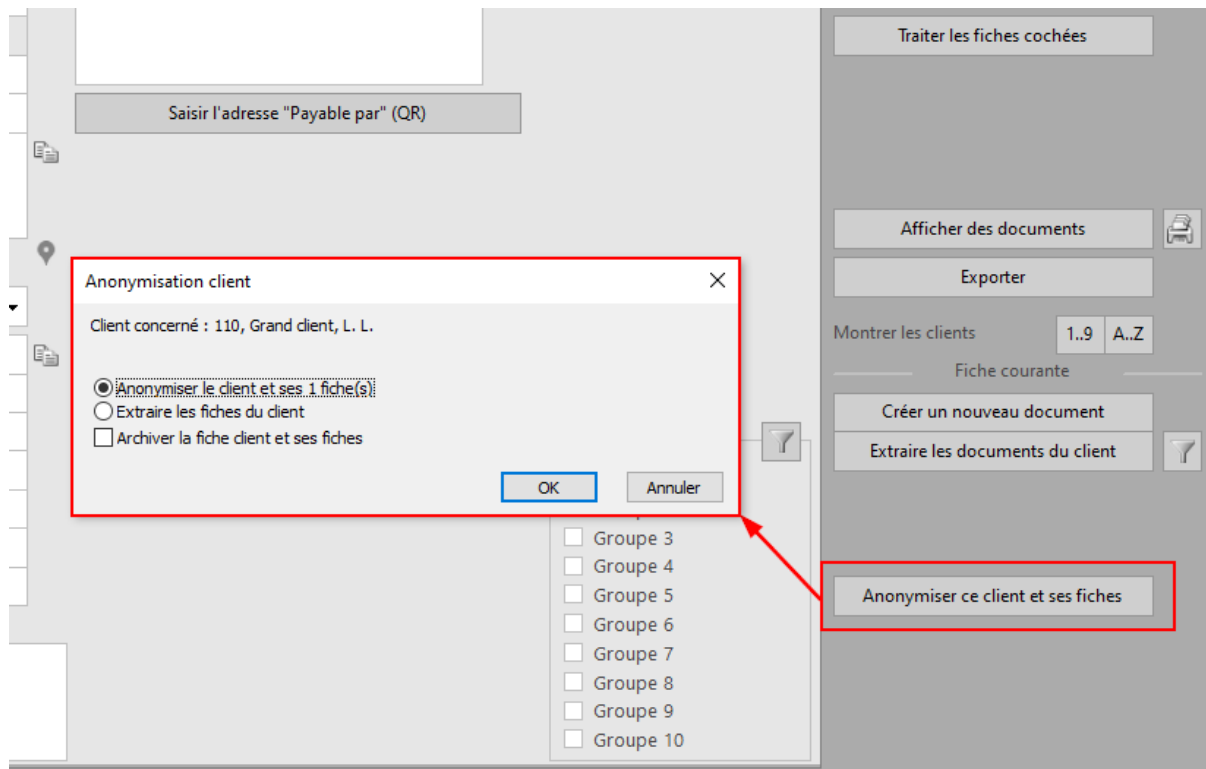 Saisir l'adresse "Payable par" (QR)
Anonymisation client
Client concerné : 110, Grand client, L. L.
Anonymiser le client et ses 1 fiche(s)
Extraire les fiches du client
Archiver la fiche client et ses fiches
OK Annuler
Groupe 3
Groupe 4
Groupe 5
Groupe 6
Groupe 7
Groupe 8
Groupe 9
Groupe 10
Traiter les fiches cochées
Afficher des documents
Exporter
Montrer les clients 1..9 A..Z
Fiche courante
Créer un nouveau document
Extraire les documents du client
Anonymiser ce client et ses fiches